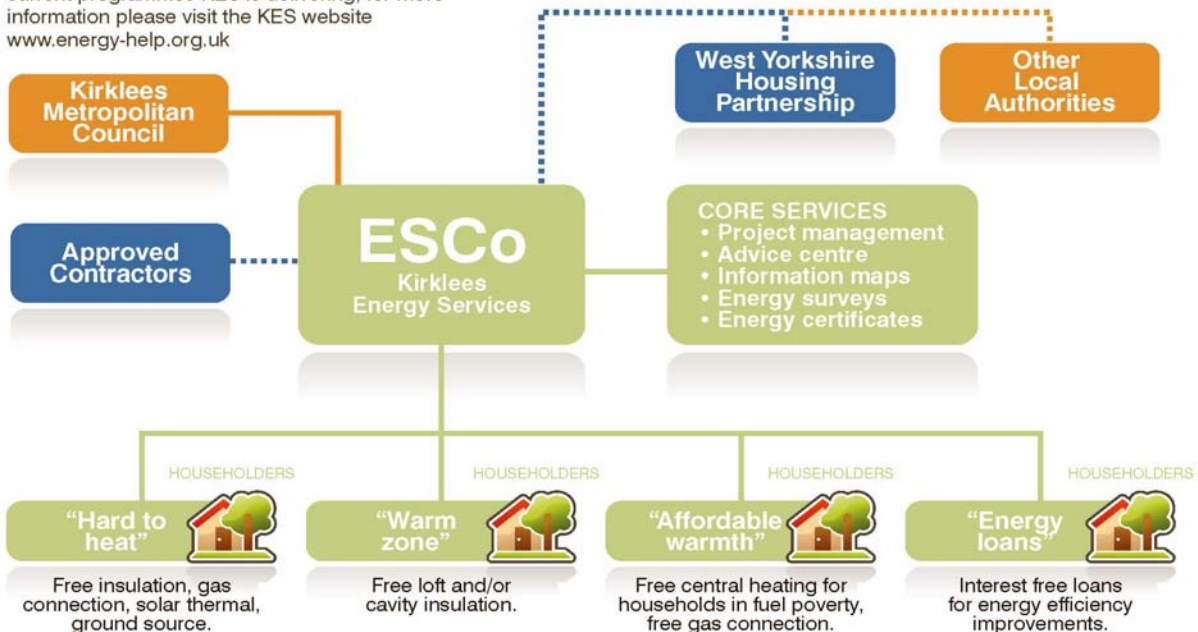 information please visit the KES website
www.energy-help.org.uk
Kirklees
Metropolitan
Council
West Yorkshire
Housing
Partnership
Other
Local
Authorities
Approved
Contractors
ESCo
Kirklees
Energy Services
CORE SERVICES
• Project management
• Advice centre
• Information maps
• Energy surveys
• Energy certificates
HOUSEHOLDERS
HOUSEHOLDERS
HOUSEHOLDERS
HOUSEHOLDERS
“Hard to
heat”
Free insulation, gas
connection, solar thermal,
ground source.
“Warm
zone”
Free loft and/or
cavity insulation.
“Affordable
warmth”
Free central heating for
households in fuel poverty,
free gas connection.
“Energy
loans”
Interest free loans
for energy efficiency
improvements.